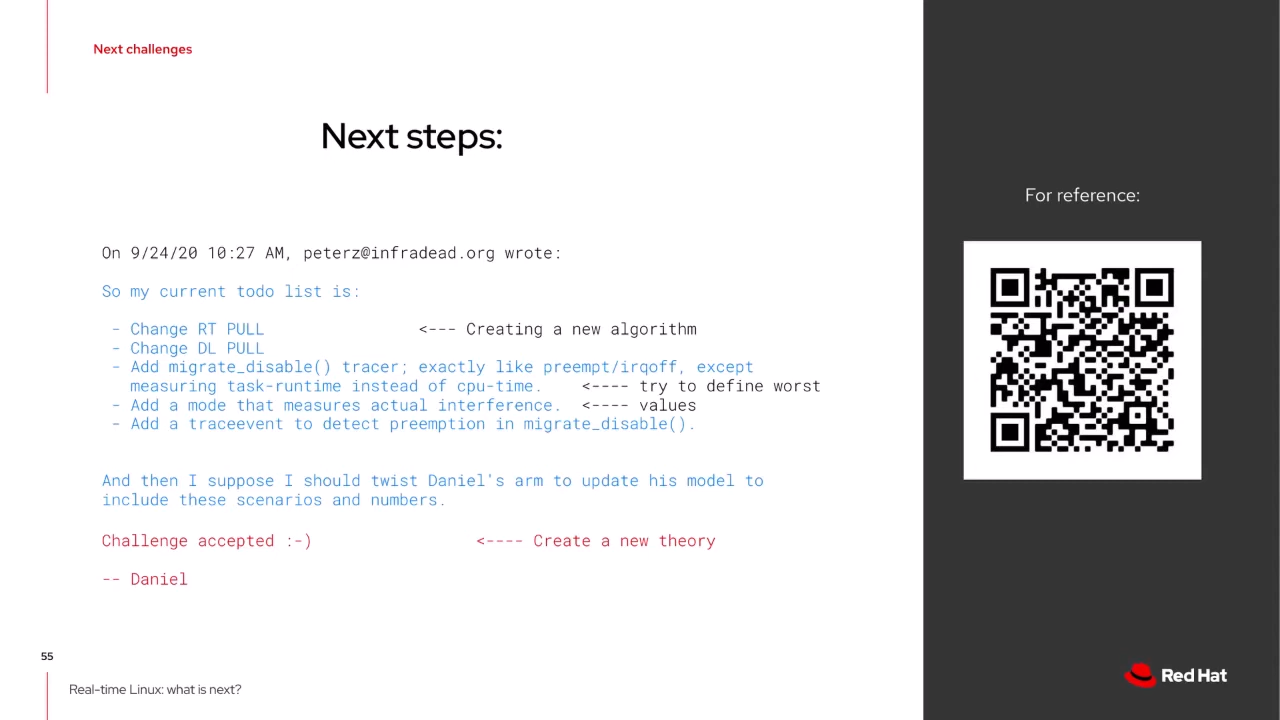 Next challenges
Next steps:
On 9/24/20 10:27 AM, peterz@infradead.org wrote:
So my current todo list is:
- Change RT PULL <--- Creating a new algorithm
- Change DL PULL
- Add migrate_disable() tracer; exactly like preempt/irqoff, except
measuring task-runtime instead of cpu-time. <---- try to define worst
- Add a mode that measures actual interference. <---- values
- Add a traceevent to detect preemption in migrate_disable().
And then I suppose I should twist Daniel's arm to update his model to
include these scenarios and numbers.
Challenge accepted :-) <---- Create a new theory
-- Daniel
55
Real-time Linux: what is next?
For reference:
Red Hat